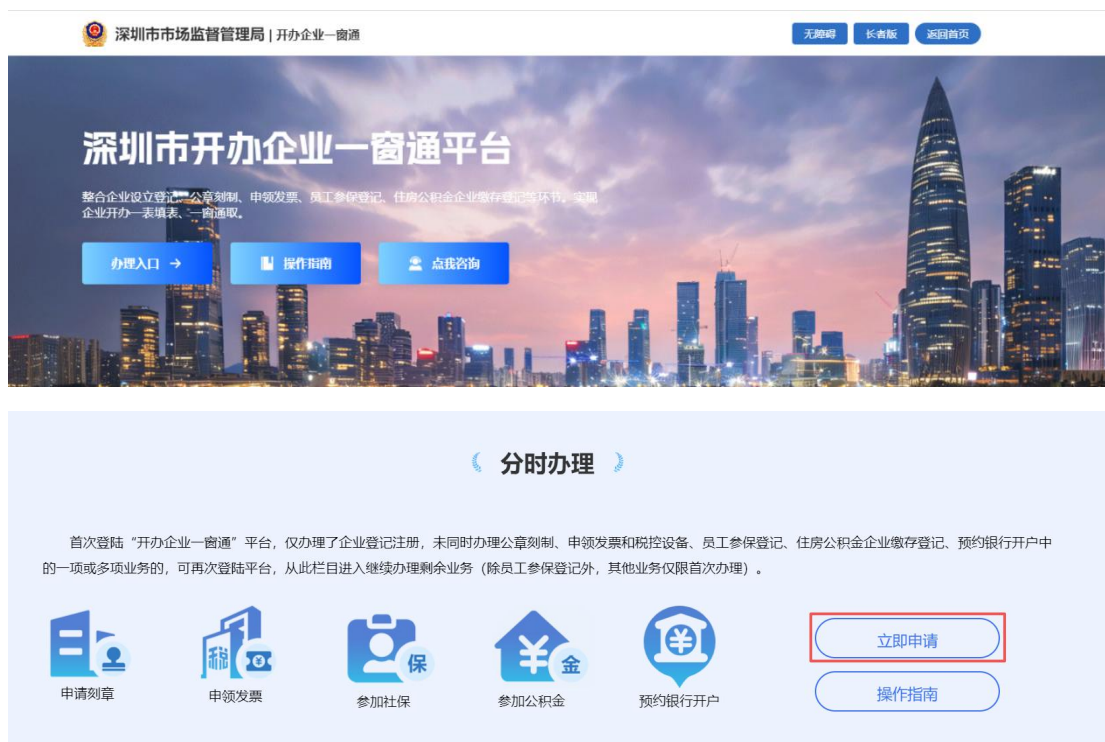 深圳市市场监督管理局 | 开办企业一窗通
无障碍 长者版 返回首页
深圳市开办企业一窗通平台
整合企业设立登记、公章刻制、申领发票、员工参保登记、住房公积金企业缴存登记等环节，实现
企业开办一表填表、一窗通取。
办理入口 → 操作指南 点我咨询
分时办理
首次登陆“开办企业一窗通”平台，仅办理了企业登记注册，未同时办理公章刻制、申领发票和税控设备、员工参保登记、住房公积金企业缴存登记、预约银行开户中
的一项或多项业务的，可再次登陆平台，从此栏目进入继续办理剩余业务（除员工参保登记外，其他业务仅限首次办理）。
税 保 金
立即申请
申请刻章 申领发票 参加社保 参加公积金 预约银行开户
操作指南